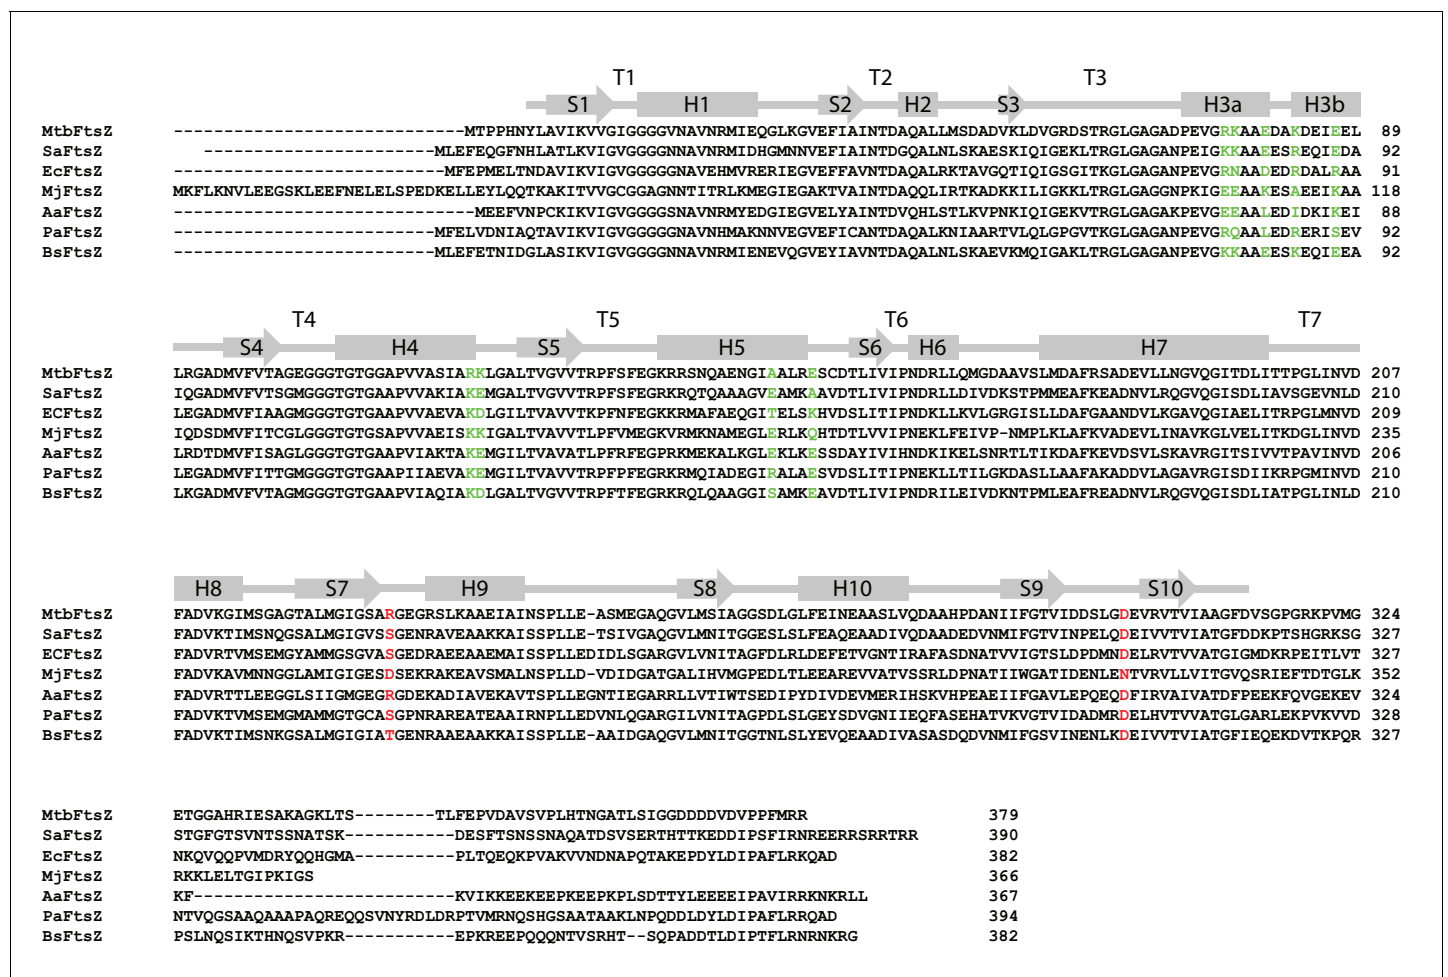 T1 T2 T3
S1 H1 S2 H2 S3 H3a H3b
MtbFtsZ -----------------------------MTPPHNYLAVIKVVGIGGGGVNAVNRMIEQGLKGVEFIAINTDAQALLMSDADVKLDVGRDSTRGLGAGADPEVGRKAAEDAKDEIEEL 89
SaFtsZ -----------------------MLEFEQGFNHLATLKVIGVGGGGNNAVNRMIDHGMNNVEFIAINTDGQALNLSKAESKIQIGEKLTRGLGAGANPEIGKKAAEESREQIEDA 92
EcFtsZ ---------------------------MFEPMELTNDAVIKVIGVGGGGGNAVEHMVRERIEGVEFFAVNTDAQALRKTAVGQTIQIGSGITKGLGAGANPEVGRNAADEDRDALRAA 91
MjFtsZ MKFLKNVLEEGSKLEEFNELELSPEDKELLEYLQQTKAKITVVGCGGAGNNTITRLKMEGIEGAKTVAINTDAQQLIRTKADKKILIGKKLTRGLGAGGNPKIGEEAAKESAEEIKAA 118
AaFtsZ ------------------------------MEEFVNPCKIKVIGVGGGGSNAVNRMYEDGIEGVELYAINTDVQHLSTLKVPNKIQIGEKVTRGLGAGAKPEVGEEAALEDIDKIKEI 88
PaFtsZ --------------------------MFELVDNIAQTAVIKVIGVGGGGGNAVNHMAKNNVEGVEFICANTDAQALKNIAARTVLQLGPGVTKGLGAGANPEVGRQAALEDRERISEV 92
BsFtsZ --------------------------MLEFETNIDGLASIKVIGVGGGGNNAVNRMIENEVQGVEYIAVNTDAQALNLSKAEVKMQIGAKLTRGLGAGANPEVGKKAAEESKEQIEEA 92
T4 T5 T6 T7
S4 H4 S5 H5 S6 H6 H7
MtbFtsZ LRGADMVFVTAGEGGGTGTGGAPVVASIARKLGALTVGVVTRPFSFEGKRRSNQAENGIAALRESCDTLIVIPNDRLLQMGDAAVSLMDAFRSADEVLLNGVQGITDLITTPGLINVD 207
SaFtsZ IQGADMVFVTSGMGGGTGTGAAPVVAKIAKEMGALTVGVVTRPFSFEGRKRQTQAAAGVEAMKAAVDTLIVIPNDRLLDIVDKSTPMMEAFKEADNVLRQGVQGISDLIAVSGEVNLD 210
ECFtsZ LEGADMVFIAAGMGGGTGTGAAPVVAEVAKDLGILTVAVVTKPFNFEGKKRMAFAEQGITELSKHVDSLITIPNDKLLKVLGRGISLLDAFGAANDVLKGAVQGIAELITRPGLMNVD 209
MjFtsZ IQDSDMVFITCGLGGGTGTGSAPVVAEISKKIGALTVAVVTLPFVMEGKVRMKNAMEGLERLKQHTDTLVVIPNEKLFEIVP-NMPLKLAFKVADEVLINAVKGLVELITKDGLINVD 235
AaFtsZ LRDTDMVFISAGLGGGTGTGAAPVIAKTAKEMGILTVAVATLPFRFEGPRKMEKALKGLEKLKESSDAYIVIHNDKIKELSNRTLTIKDAFKEVDSVLSKAVRGITSIVVTPAVINVD 206
PaFtsZ LEGADMVFITTGMGGGTGTGAAPIIAEVAKEMGILTVAVVTRPFPFEGRKRMQIADEGIRALAESVDSLITIPNEKLLTILGKDASLLAAFAKADDVLAGAVRGISDIIKRPGMINVD 210
BsFtsZ LKGADMVFVTAGMGGGTGTGAAPVIAQIAKDLGALTVGVVTRPFTFEGRKRQLQAAGGISAMKEAVDTLIVIPNDRILEIVDKNTPMLEAFREADNVLRQGVQGISDLIATPGLINLD 210
H8 S7 H9 S8 H10 S9 S10
MtbFtsZ FADVKGIMSGAGTALMGIGSARGEGRSLKAAEIAINSPLLE-ASMEGAQGVLMSIAGGSDLGLFEINEAASLVQDAAHPDANIIFGTVIDDSLGDEVRVTVIAAGFDVSGPGRKPVMG 324
SaFtsZ FADVKTIMSNQGSALMGIGVSSGENRAVEAAKKAISSPLLE-TSIVGAQGVLMNITGGESLSLFEAQEAADIVQDAADEDVNMIFGTVINPELQDEIVVTVIATGFDDKPTSHGRKSG 327
ECFtsZ FADVRTVMSEMGYAMMGSGVASGEDRAEEAAEMAISSPLLEDIDLSGARGVLVNITAGFDLRLDEFETVGNTIRAFASDNATVVIGTSLDPDMNDELRVTVVATGIGMDKRPEITLVT 327
MjFtsZ FADVKAVMNNGGLAMIGIGESDSEKRAKEAVSMALNSPLLD-VDIDGATGALIHVMGPEDLTLEEAREVVATVSSRLDPNATIIWGATIDENLENTVRVLLVITGVQSRIEFTDTGLK 352
AaFtsZ FADVRTTLEEGGLSIIGMGEGRGDEKADIAVEKAVTSPLLEGNTIEGARRLLVTIWTSEDIPYDIVDEVMERIHSKVHPEAEIIFGAVLEPQEQDFIRVAIVATDFPEEKFQVGEKEV 324
PaFtsZ FADVKTVMSEMGMAMMGTGCASGPNRAREATEAAIRNPLLEDVNLQGARGILVNITAGPDLSLGEYSDVGNIIEQFASEHATVKVGTVIDADMRDELHVTVVATGLGARLEKPVKVVD 328
BsFtsZ FADVKTIMSNKGSALMGIGIATGENRAAEAAKKAISSPLLE-AAIDGAQGVLMNITGGTNLSLYEVQEAADIVASASDQDVNMIFGSVINENLKDEIVVTVIATGFIEQEKDVTKPQR 327
MtbFtsZ ETGGAHRIESAKAGKLTS--------TLFEPVDAVSVPLHTNGATLSIGGDDDDVDVPPFMRR 379
SaFtsZ STGFGTSVNTSSNATSK-----------DESFTSNSSNAQATDSVSERTHTTKEDDIPSFIRNREERRSRRTRR 390
EcFtsZ NKQVQQPVMDRYQQHGMA----------PLTQEQKPVAKVVNDNAPQTAKEPDYLDIPAFLRKQAD 382
MjFtsZ RKKLELTGIPKIGS 366
AaFtsZ KF--------------------------KVIKKEEKEEPKEEPKPLSDTTYLEEEEIPAVIRRKNKRLL 367
PaFtsZ NTVQGSAAQAAAPAQREQQSVNYRDLDRPTVMRNQSHGSAATAAKLNPQDDLDYLDIPAFLRRQAD 394
BsFtsZ PSLNQSIKTHNQSVPKR-----------EPKREEPQQQNTVSRHT--SQPADDTLDIPTFLRNRNKRG 382